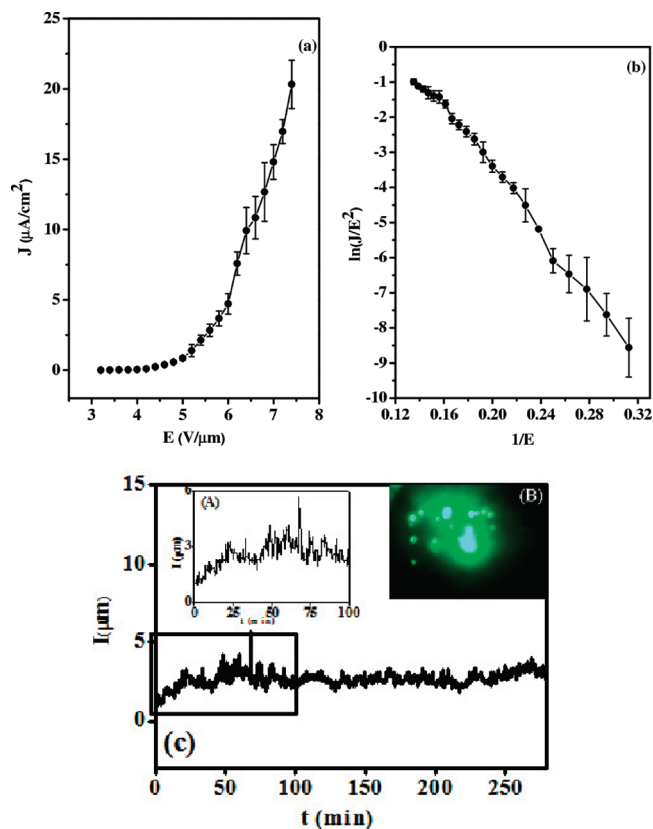 25
20
15
10
5
0
J (μA/cm²)
3 4 5 6 7 8
E (V/μm)
(a)
0
-1
-2
-3
-4
-5
-6
-7
-8
-9
-10
ln(J/E²)
0.12 0.16 0.20 0.24 0.28 0.32
1/E
(b)
15
10
5
0
I(μm)
0 50 100 150 200 250
t (min)
(c)
(A)
6
3
0
I (μm)
0 25 50 75 100
t (min)
(B)